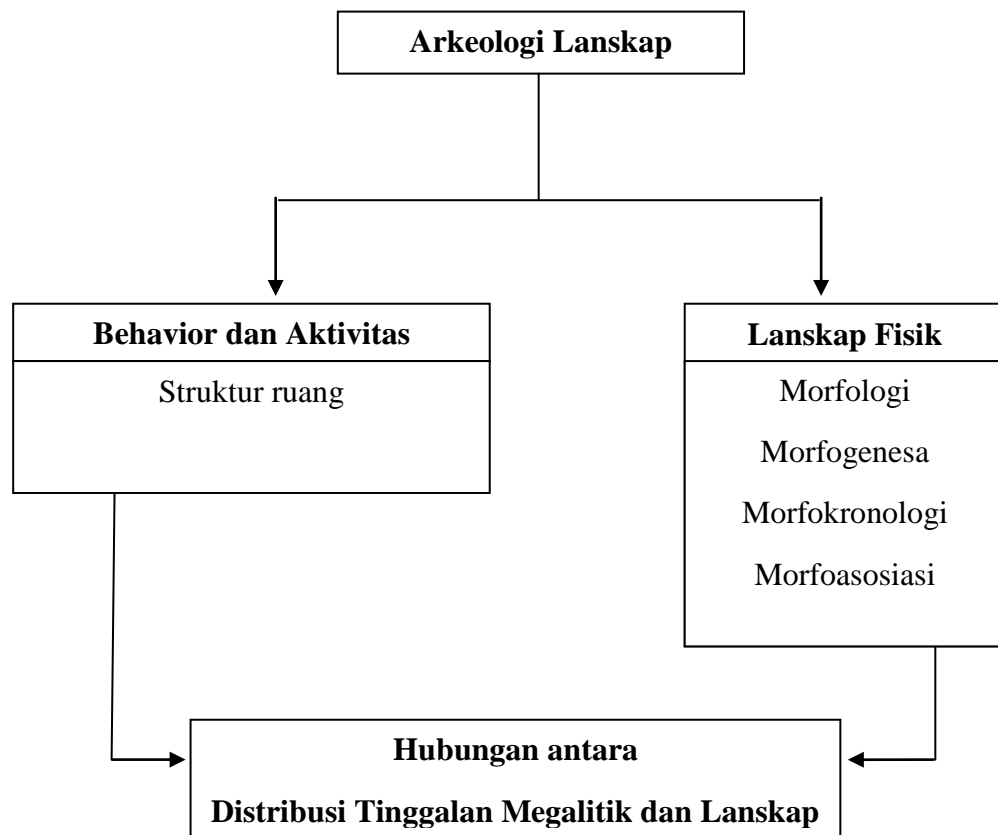 Arkeologi Lanskap
Behavior dan Aktivitas
Struktur ruang
Lanskap Fisik
Morfologi
Morfogenesa
Morfokronologi
Morfoasosiasi
Hubungan antara
Distribusi Tinggalan Megalitik dan Lanskap